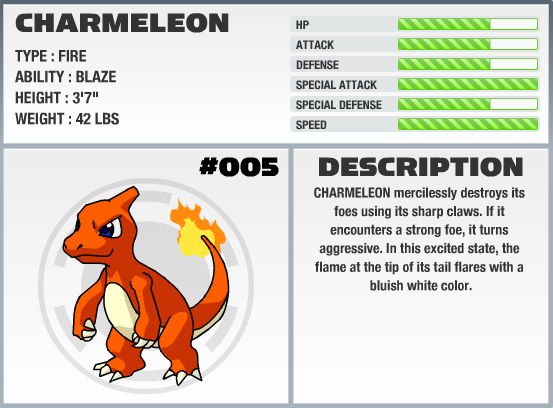 CHARMELEON
TYPE : FIRE
ABILITY : BLAZE
HEIGHT : 3'7"
WEIGHT : 42 LBS
HP
ATTACK
DEFENSE
SPECIAL ATTACK
SPECIAL DEFENSE
SPEED
#005
DESCRIPTION
CHARMELEON mercilessly destroys its
foes using its sharp claws. If it
encounters a strong foe, it turns
aggressive. In this excited state, the
flame at the tip of its tail flares with a
bluish white color.